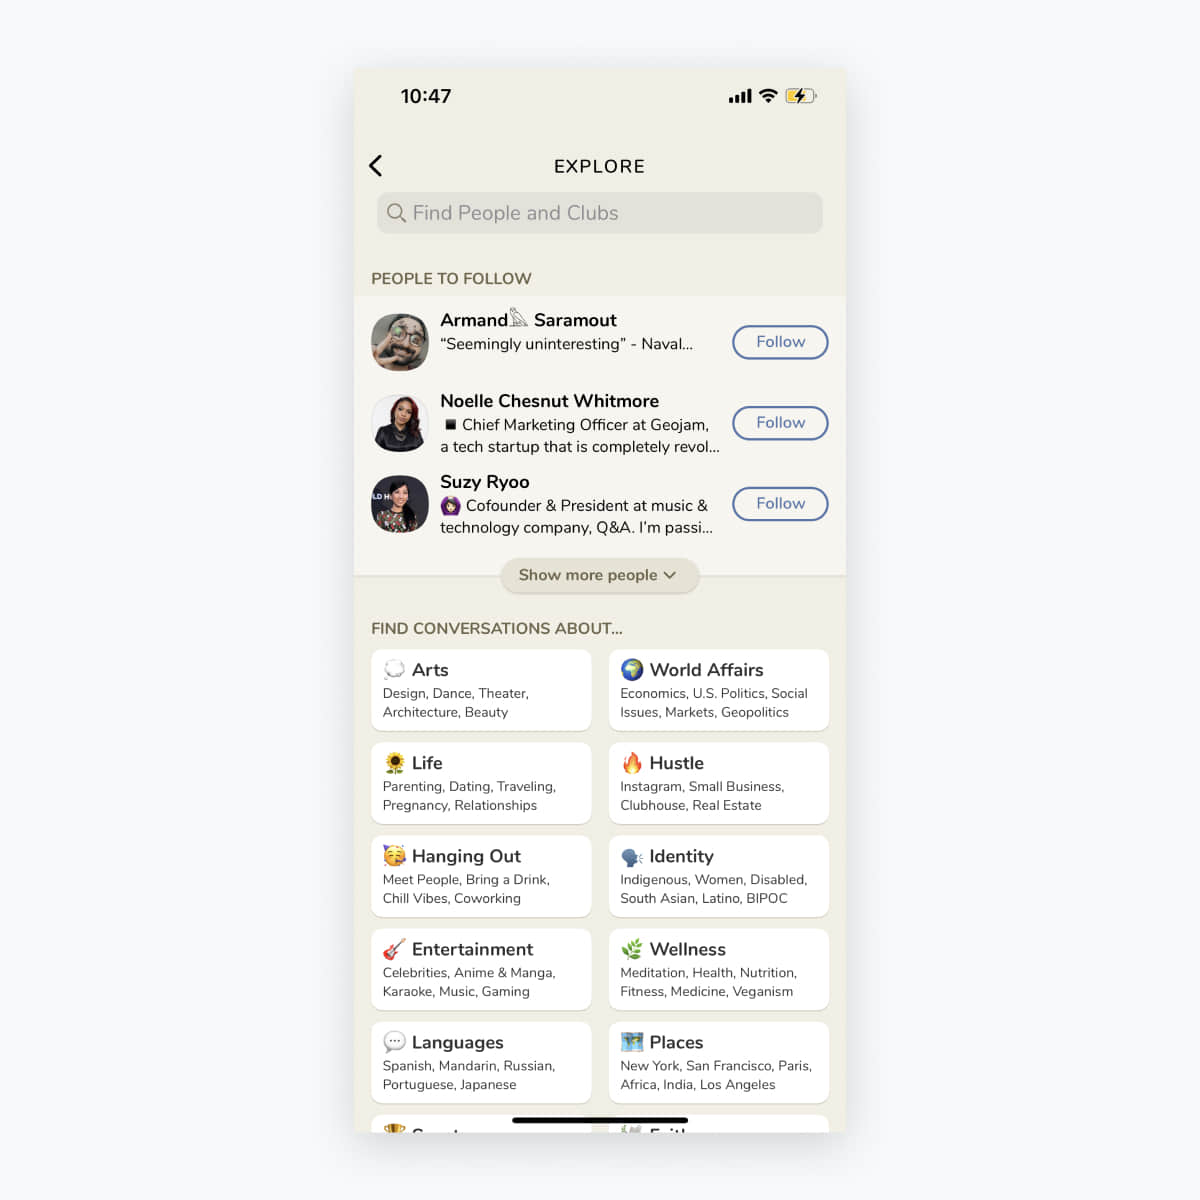 10:47
EXPLORE
Find People and Clubs
PEOPLE TO FOLLOW
Armand𓅓 Saramout
“Seemingly uninteresting” - Naval...
Follow
Noelle Chesnut Whitmore
◾ Chief Marketing Officer at Geojam,
a tech startup that is completely revol...
Follow
Suzy Ryoo
🙆🏻‍♀️ Cofounder & President at music &
technology company, Q&A. I’m passi...
Follow
Show more people
FIND CONVERSATIONS ABOUT...
💭 Arts
Design, Dance, Theater,
Architecture, Beauty
🌍 World Affairs
Economics, U.S. Politics, Social
Issues, Markets, Geopolitics
🌻 Life
Parenting, Dating, Traveling,
Pregnancy, Relationships
🔥 Hustle
Instagram, Small Business,
Clubhouse, Real Estate
🥳 Hanging Out
Meet People, Bring a Drink,
Chill Vibes, Coworking
🗣 Identity
Indigenous, Women, Disabled,
South Asian, Latino, BIPOC
🎸 Entertainment
Celebrities, Anime & Manga,
Karaoke, Music, Gaming
🌿 Wellness
Meditation, Health, Nutrition,
Fitness, Medicine, Veganism
💬 Languages
Spanish, Mandarin, Russian,
Portuguese, Japanese
🗺 Places
New York, San Francisco, Paris,
Africa, India, Los Angeles